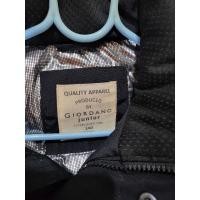 QUALITY APPAREL
PRODUCED
BY
GIORDANO
junior